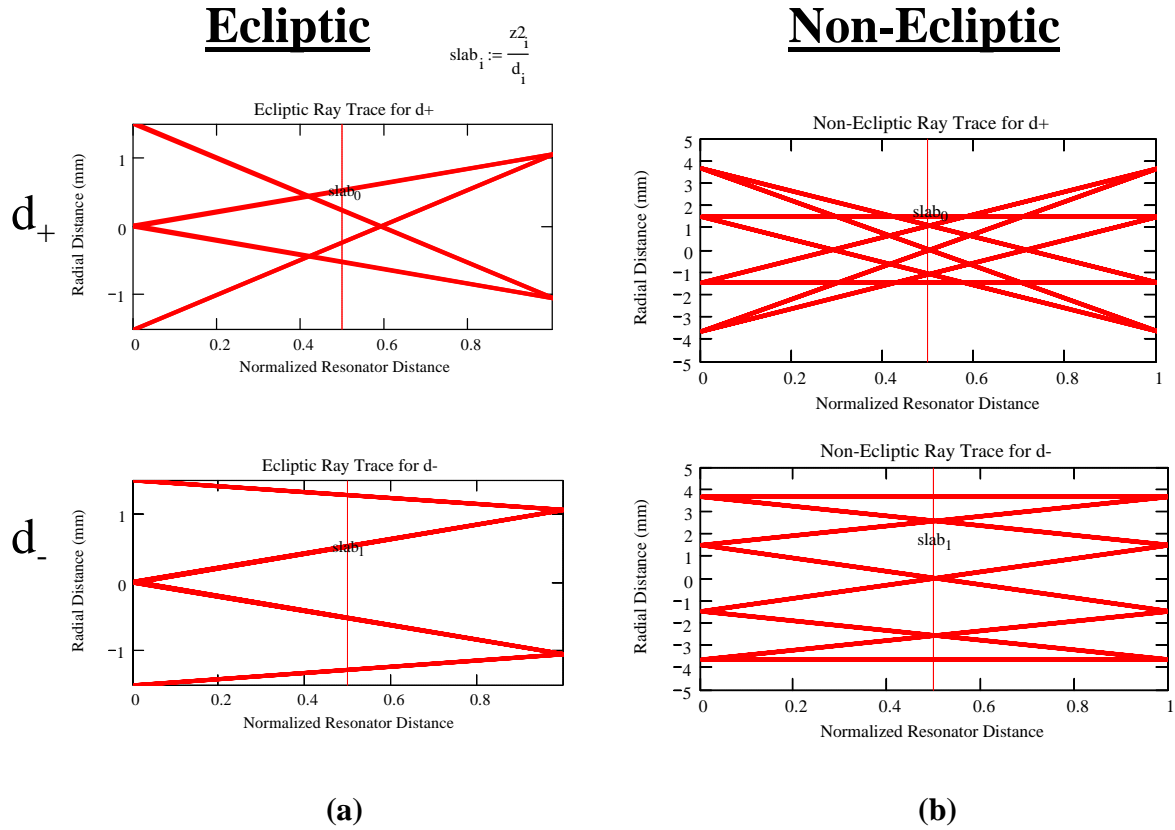 Ecliptic
Non-Ecliptic
slab_i := z2_i / d_i
d+
Ecliptic Ray Trace for d+
Radial Distance (mm)
1
0
−1
slab0
0 0.2 0.4 0.6 0.8
Normalized Resonator Distance
Non-Ecliptic Ray Trace for d+
Radial Distance (mm)
5
4
3
2
1
0
−1
−2
−3
−4
−5
slab0
0 0.2 0.4 0.6 0.8 1
Normalized Resonator Distance
d-
Ecliptic Ray Trace for d-
Radial Distance (mm)
1
0
−1
slab1
0 0.2 0.4 0.6 0.8
Normalized Resonator Distance
Non-Ecliptic Ray Trace for d-
Radial Distance (mm)
5
4
3
2
1
0
−1
−2
−3
−4
−5
slab1
0 0.2 0.4 0.6 0.8 1
Normalized Resonator Distance
(a)
(b)